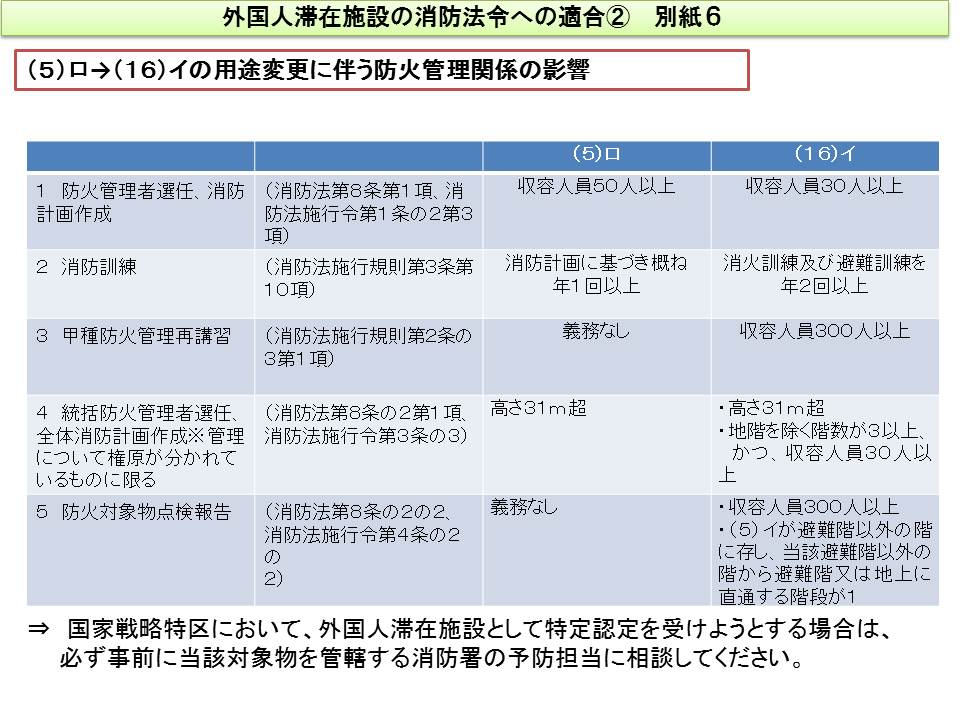 外国人滞在施設の消防法令への適合②　別紙６
（５）ロ→（１６）イの用途変更に伴う防火管理関係の影響
（５）ロ
（１６）イ
１　防火管理者選任、消防
計画作成
（消防法第８条第１項、消
防法施行令第１条の２第３
項）
収容人員５０人以上
収容人員３０人以上
２　消防訓練
（消防法施行規則第３条第
１０項）
消防計画に基づき概ね
年１回以上
消火訓練及び避難訓練を
年２回以上
３　甲種防火管理再講習
（消防法施行規則第２条の
３第１項）
義務なし
収容人員３００人以上
４　統括防火管理者選任、
全体消防計画作成※管理
について権原が分かれて
いるものに限る
（消防法第８条の２第１項、
消防法施行令第３条の３）
高さ３１ｍ超
・高さ３１ｍ超
・地階を除く階数が３以上、
かつ、収容人員３０人以
上
５　防火対象物点検報告
（消防法第８条の２の２、
消防法施行令第４条の２
の
２）
義務なし
・収容人員３００人以上
・（５）イが避難階以外の階
に存し、当該避難階以外の
階から避難階又は地上に
直通する階段が１
⇒　国家戦略特区において、外国人滞在施設として特定認定を受けようとする場合は、
必ず事前に当該対象物を管轄する消防署の予防担当に相談してください。